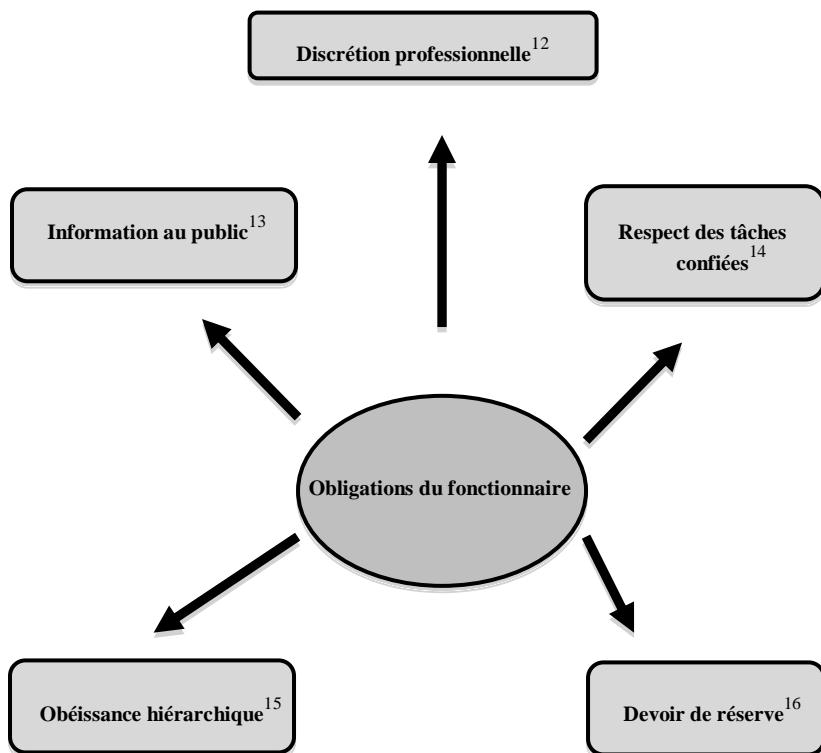 Discrétion professionnelle12
Information au public13
Respect des tâches
confiées14
Obligations du fonctionnaire
Obéissance hiérarchique15
Devoir de réserve16